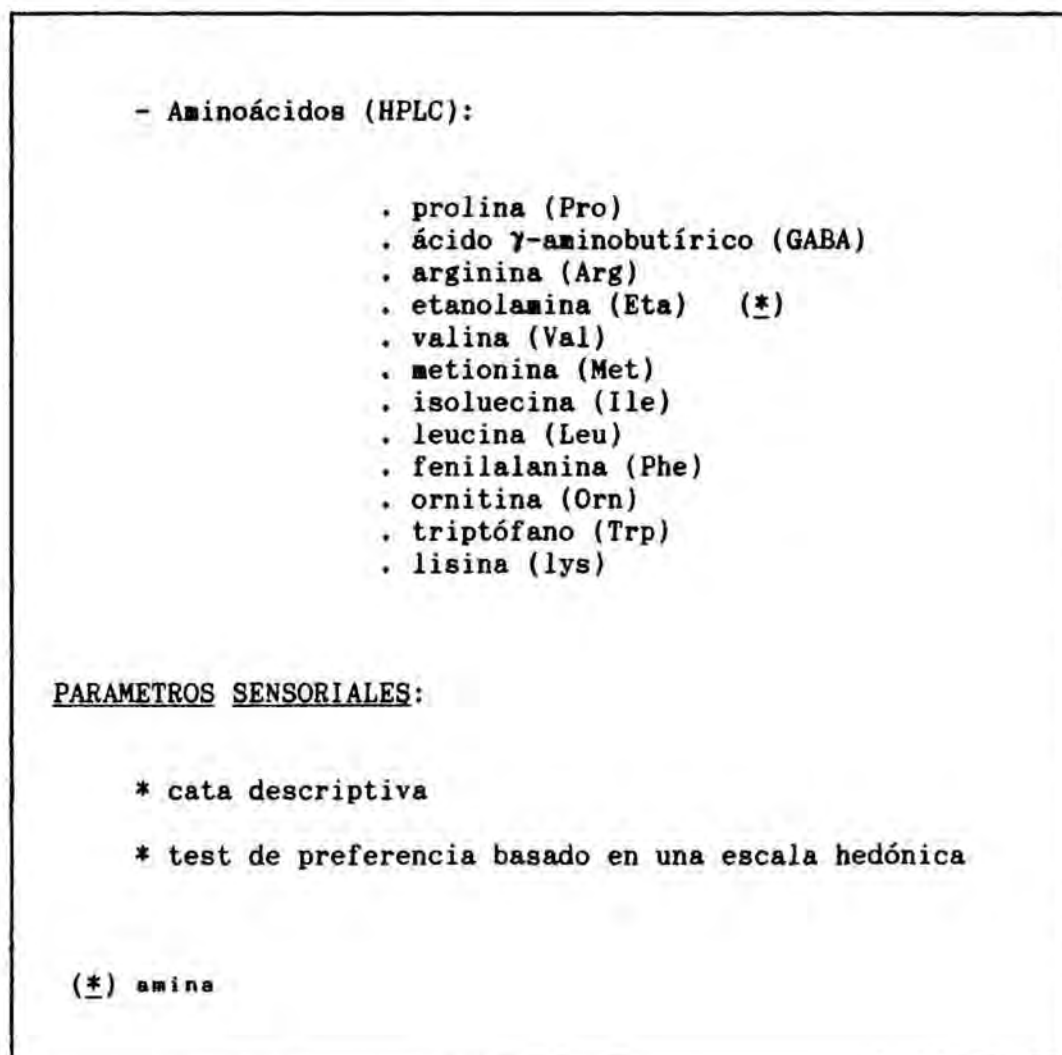 - Aminoácidos (HPLC):
. prolina (Pro)
. ácido γ-aminobutírico (GABA)
. arginina (Arg)
. etanolamina (Eta) (*)
. valina (Val)
. metionina (Met)
. isoluecina (Ile)
. leucina (Leu)
. fenilalanina (Phe)
. ornitina (Orn)
. triptófano (Trp)
. lisina (lys)
PARAMETROS SENSORIALES:
* cata descriptiva
* test de preferencia basado en una escala hedónica
(*) amina